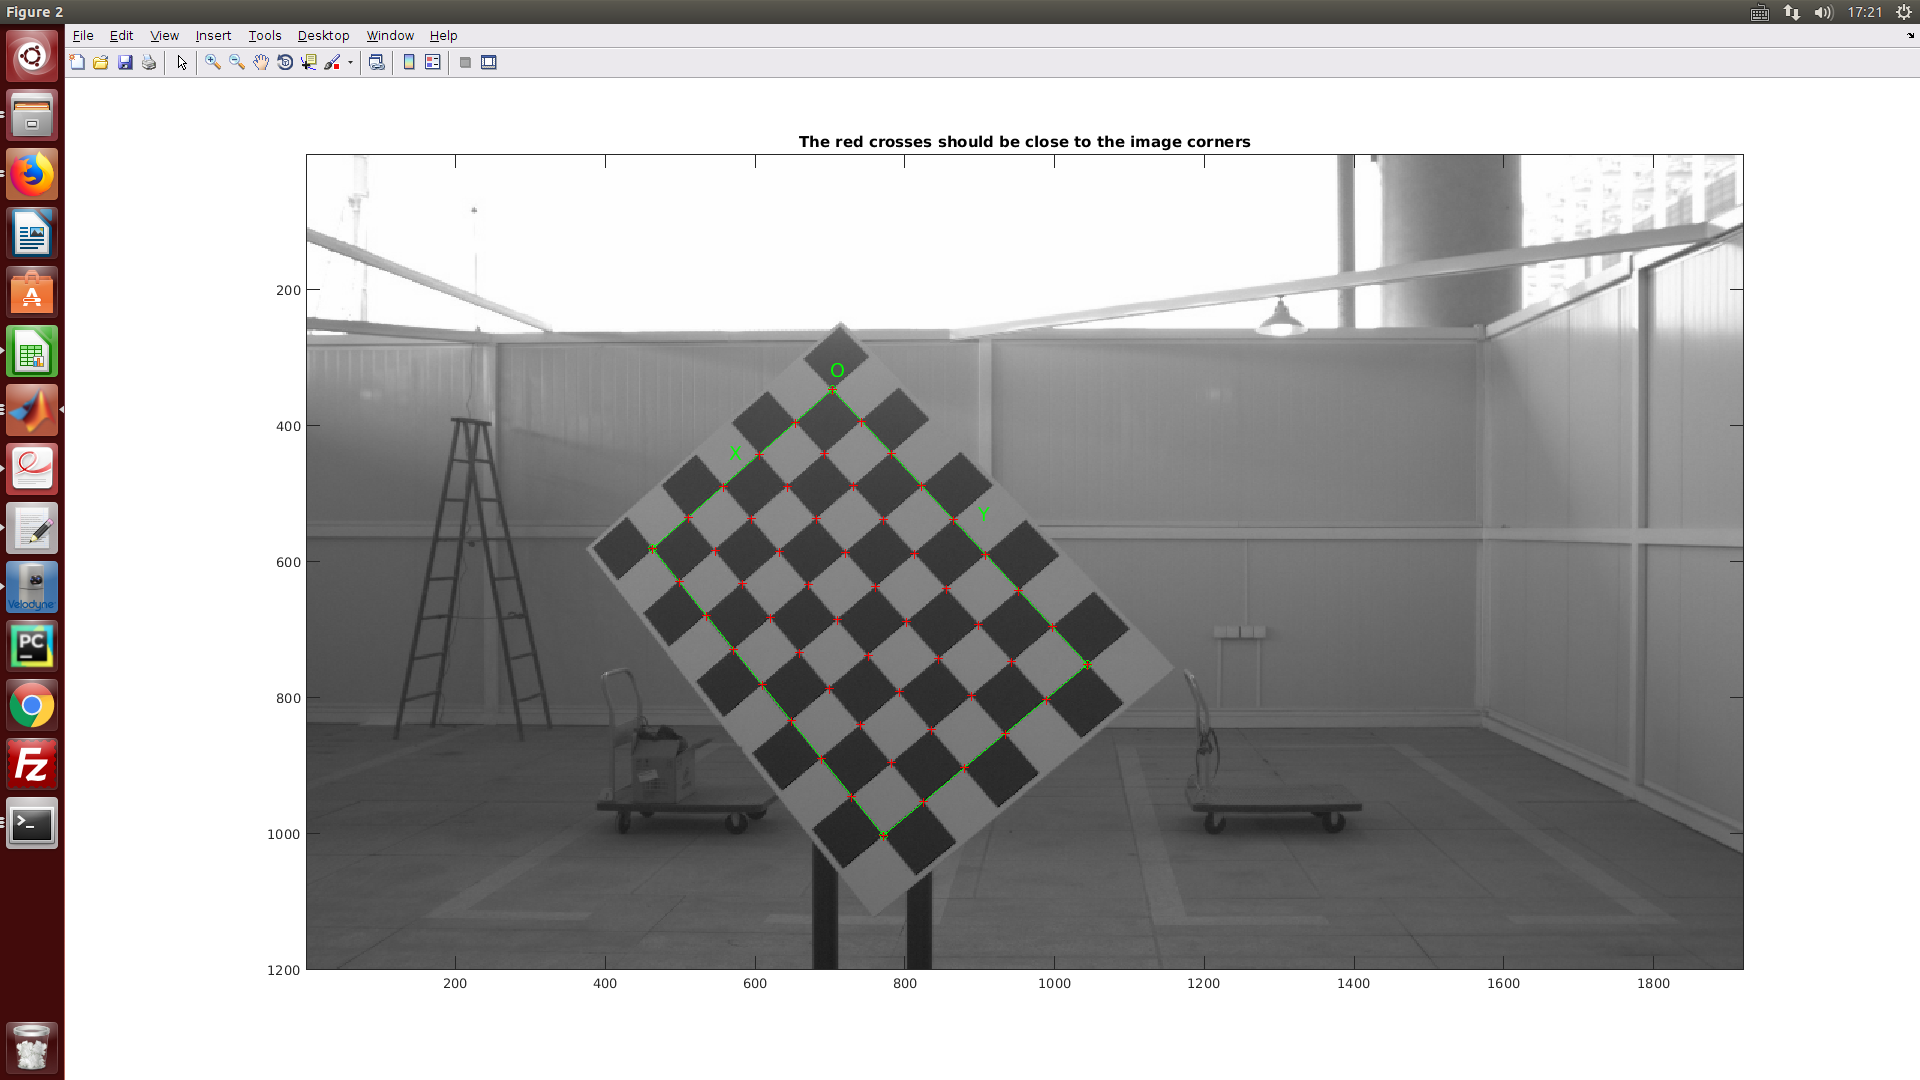 Figure 2
17:21
File Edit View Insert Tools Desktop Window Help
The red crosses should be close to the image corners
O
X
Y
200
400
600
800
1000
1200
200 400 600 800 1000 1200 1400 1600 1800
Velodyne
PC
Fz
>_